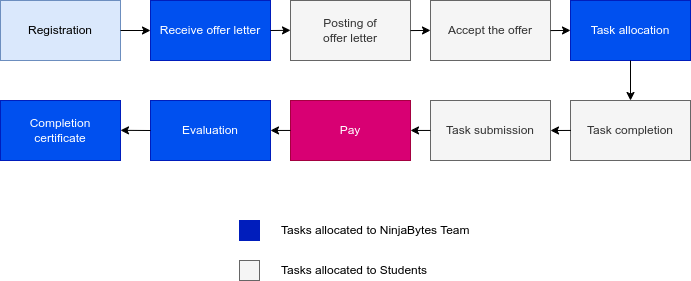 Registration
Receive offer letter
Posting of
offer letter
Accept the offer
Task allocation
Completion
certificate
Evaluation
Pay
Task submission
Task completion
Tasks allocated to NinjaBytes Team
Tasks allocated to Students